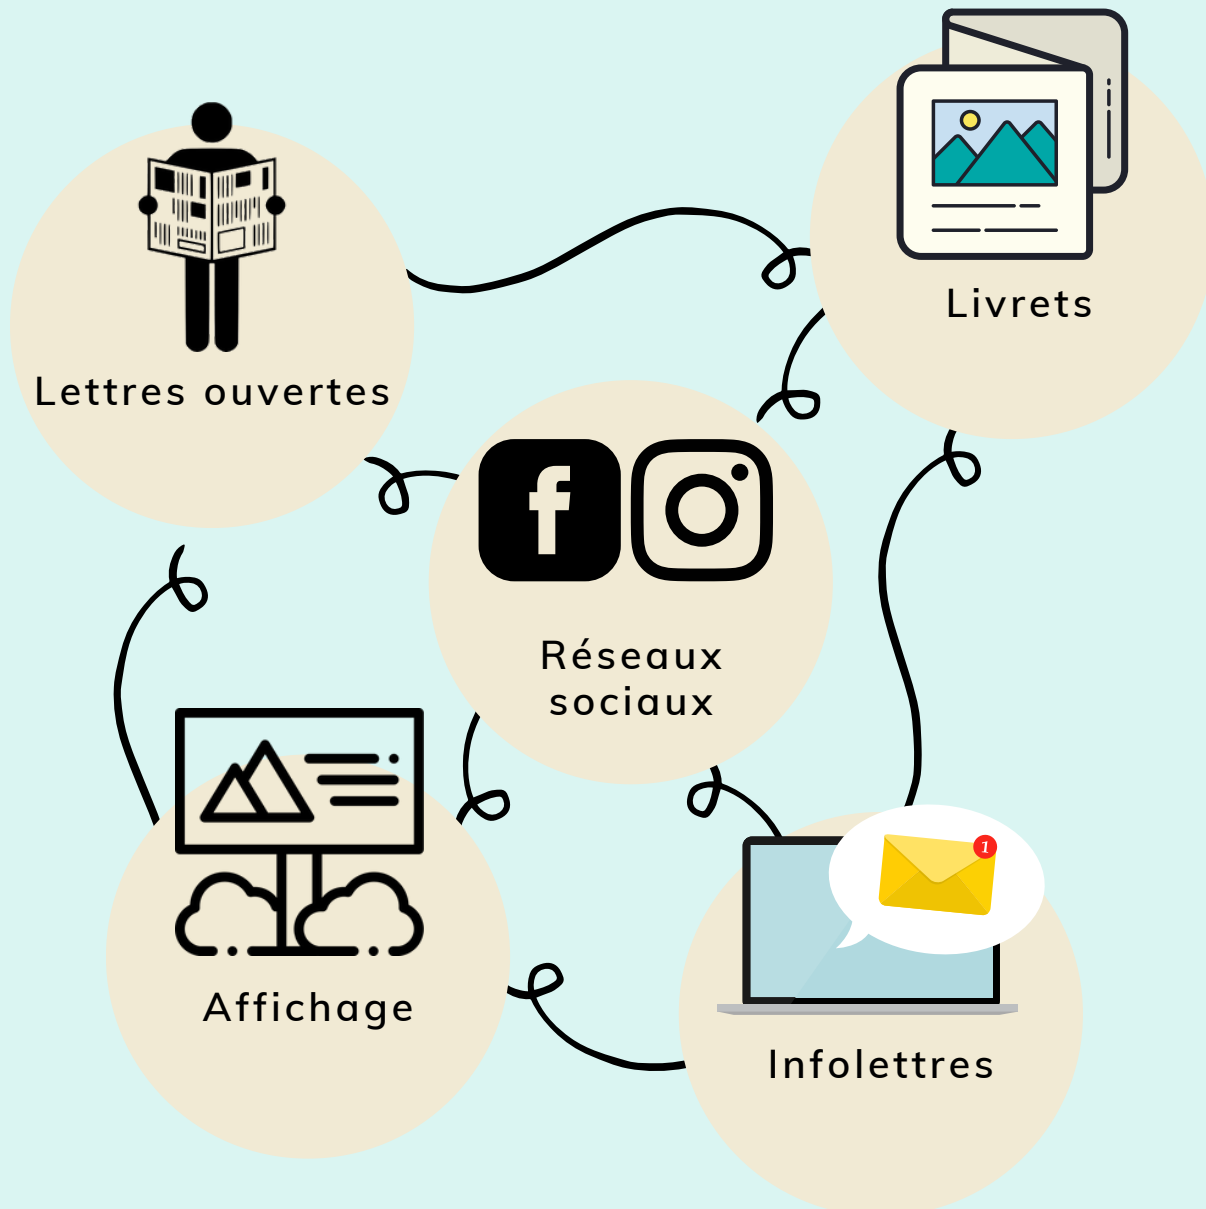 Livrets
Lettres ouvertes
f
Réseaux
sociaux
1
Affichage
Infolettres